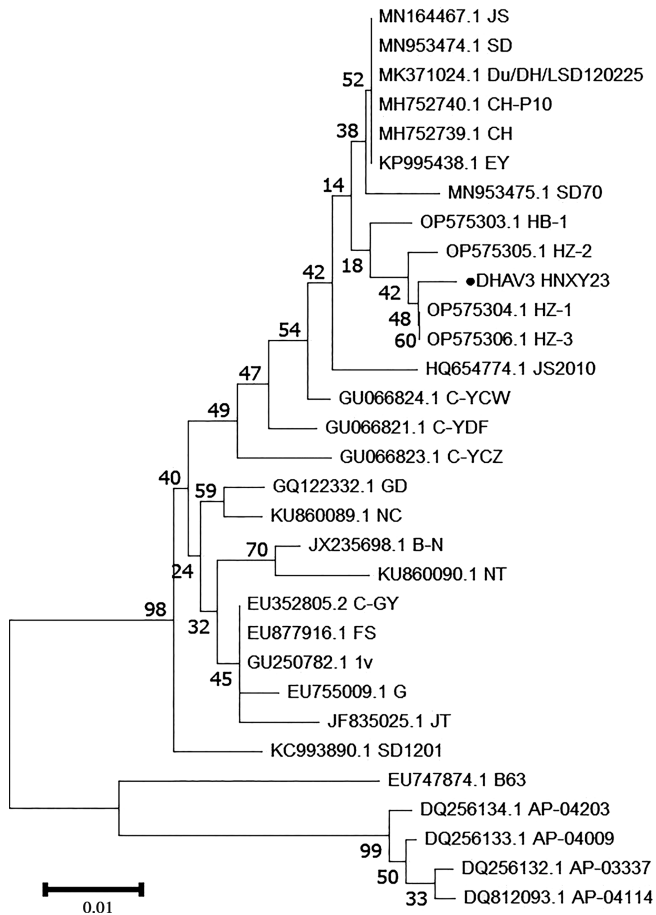 MN164467.1 JS
MN953474.1 SD
MK371024.1 Du/DH/LSD120225
52
MH752740.1 CH-P10
38
MH752739.1 CH
KP995438.1 EY
14
MN953475.1 SD70
OP575303.1 HB-1
OP575305.1 HZ-2
18
42
●DHAV3 HNXY23
42
OP575304.1 HZ-1
48
54
60
OP575306.1 HZ-3
HQ654774.1 JS2010
47
GU066824.1 C-YCW
49
GU066821.1 C-YDF
GU066823.1 C-YCZ
40
59
GQ122332.1 GD
KU860089.1 NC
70
JX235698.1 B-N
24
KU860090.1 NT
98
EU352805.2 C-GY
32
EU877916.1 FS
GU250782.1 1v
45
EU755009.1 G
JF835025.1 JT
KC993890.1 SD1201
EU747874.1 B63
DQ256134.1 AP-04203
DQ256133.1 AP-04009
99
DQ256132.1 AP-03337
50
33
DQ812093.1 AP-04114
0.01